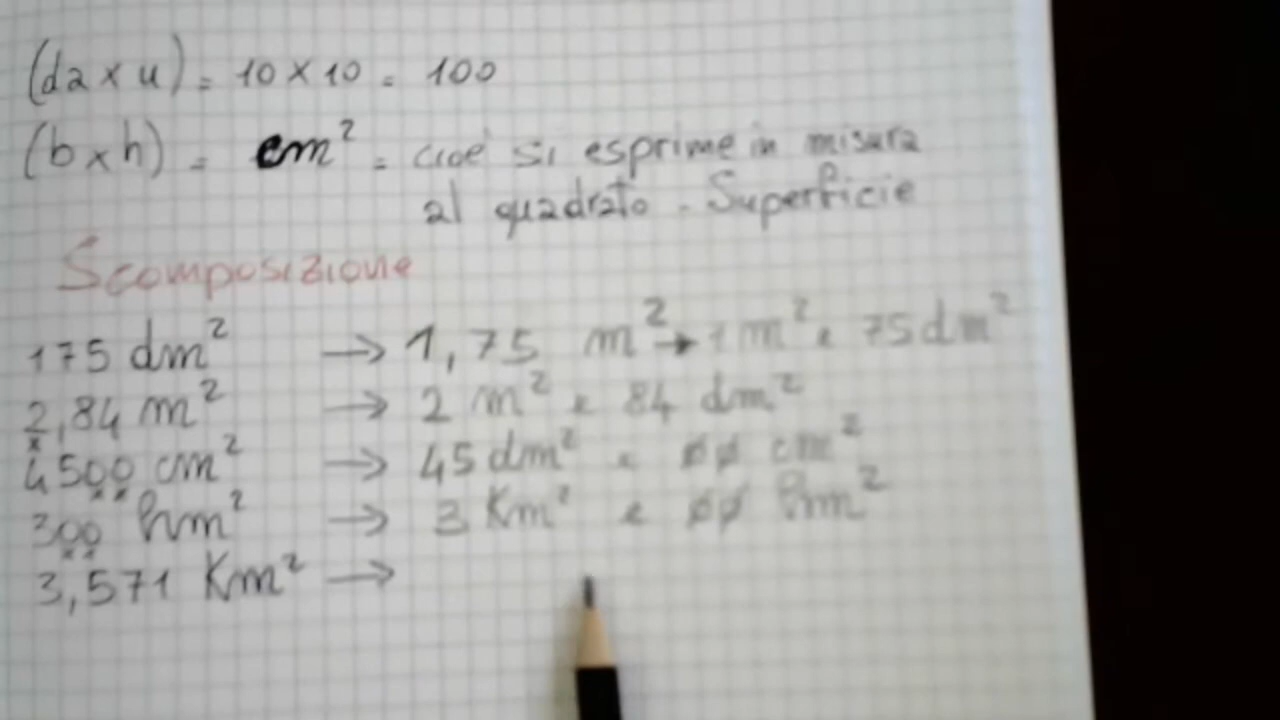 (da x u) = 10 x 10 = 100
(b x h) = cm² = cioè si esprime in misura
al quadrato - Superficie
Scomposizione
175 dm² → 1,75 m² → 1 m² e 75 dm²
2,84 m² → 2 m² e 84 dm²
4500 cm² → 45 dm² e 00 cm²
300 hm² → 3 Km² e 00 hm²
3,571 Km² →